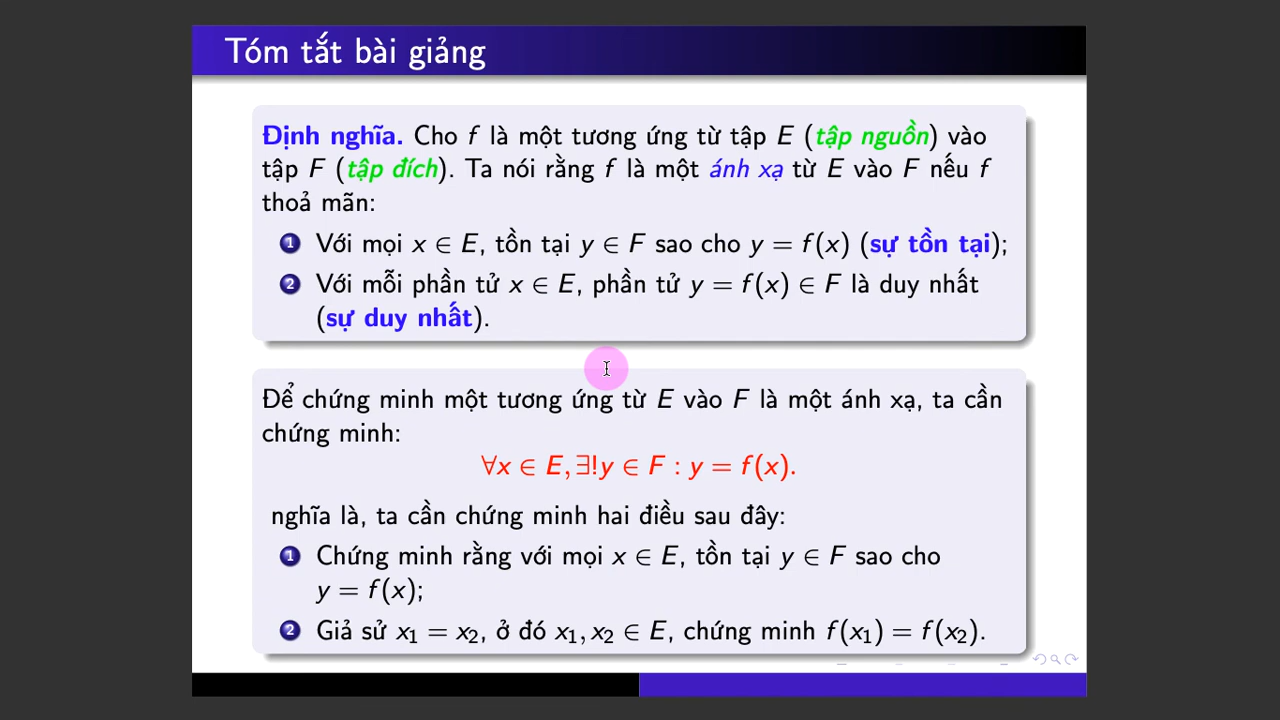 Tóm tắt bài giảng
Định nghĩa. Cho f là một tương ứng từ tập E (tập nguồn) vào
tập F (tập đích). Ta nói rằng f là một ánh xạ từ E vào F nếu f
thoả mãn:
1 Với mọi x ∈ E, tồn tại y ∈ F sao cho y = f(x) (sự tồn tại);
2 Với mỗi phần tử x ∈ E, phần tử y = f(x) ∈ F là duy nhất
(sự duy nhất).
Để chứng minh một tương ứng từ E vào F là một ánh xạ, ta cần
chứng minh:
∀x ∈ E, ∃!y ∈ F : y = f(x).
nghĩa là, ta cần chứng minh hai điều sau đây:
1 Chứng minh rằng với mọi x ∈ E, tồn tại y ∈ F sao cho
y = f(x);
2 Giả sử x₁ = x₂, ở đó x₁, x₂ ∈ E, chứng minh f(x₁) = f(x₂).